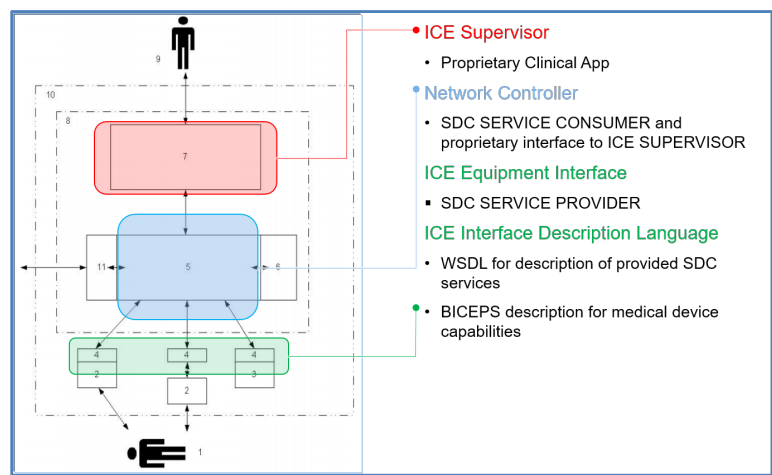 9
10
8
7
11
5
6
4
4
4
2
2
3
1
ICE Supervisor
• Proprietary Clinical App
Network Controller
• SDC SERVICE CONSUMER and
proprietary interface to ICE SUPERVISOR
ICE Equipment Interface
▪ SDC SERVICE PROVIDER
ICE Interface Description Language
• WSDL for description of provided SDC
services
• BICEPS description for medical device
capabilities